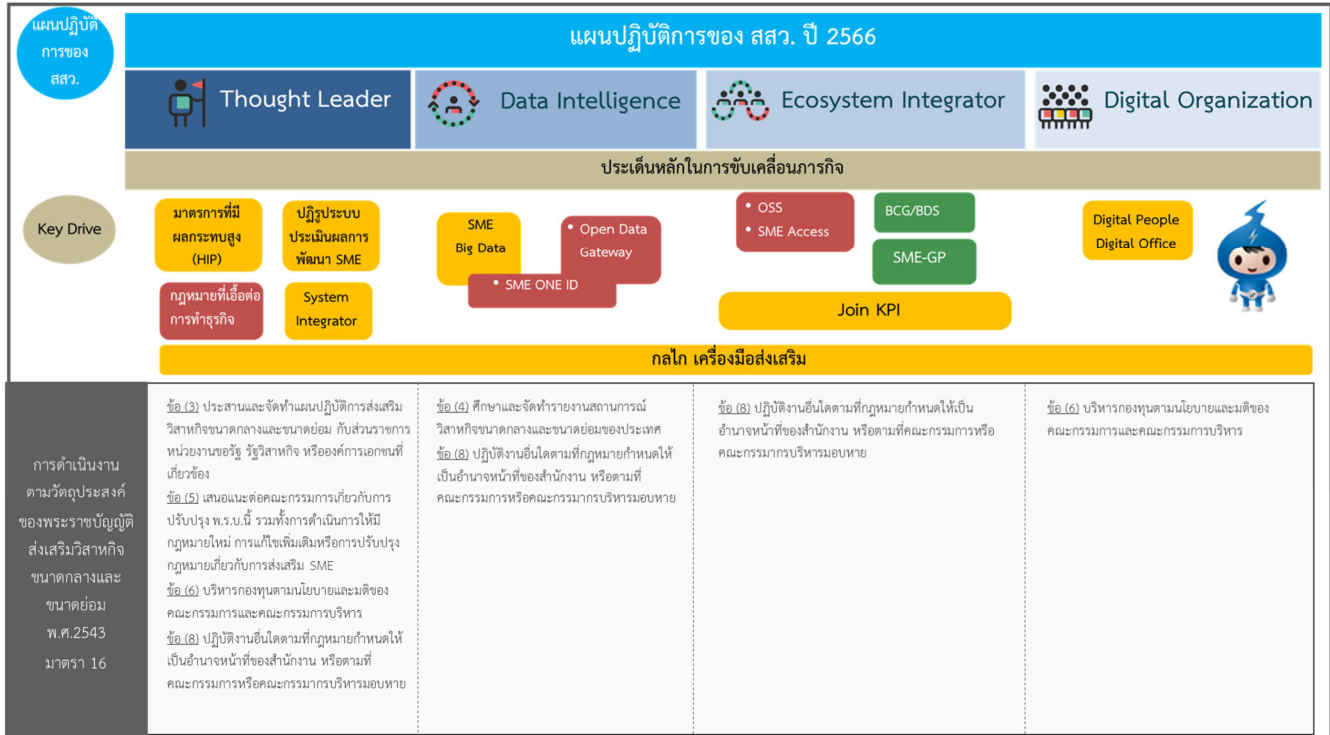 แผนปฏิบัติ
การของ
สสว.
แผนปฏิบัติการของ สสว. ปี 2566
Thought Leader
Data Intelligence
Ecosystem Integrator
Digital Organization
ประเด็นหลักในการขับเคลื่อนภารกิจ
Key Drive
มาตรการที่มี
ผลกระทบสูง
(HIP)
ปฏิรูประบบ
ประเมินผลการ
พัฒนา SME
กฎหมายที่เอื้อต่อ
การทำธุรกิจ
System
Integrator
SME
Big Data
• Open Data
Gateway
• SME ONE ID
• OSS
• SME Access
BCG/BDS
SME-GP
Join KPI
Digital People
Digital Office
กลไก เครื่องมือส่งเสริม
การดำเนินงาน
ตามวัตถุประสงค์
ของพระราชบัญญัติ
ส่งเสริมวิสาหกิจ
ขนาดกลางและ
ขนาดย่อม
พ.ศ.2543
มาตรา 16
ข้อ (3) ประสานและจัดทำแผนปฏิบัติการส่งเสริม
วิสาหกิจขนาดกลางและขนาดย่อม กับส่วนราชการ
หน่วยงานขอรัฐ รัฐวิสาหกิจ หรือองค์การเอกชนที่
เกี่ยวข้อง
ข้อ (5) เสนอแนะต่อคณะกรรมการเกี่ยวกับการ
ปรับปรุง พ.ร.บ.นี้ รวมทั้งการดำเนินการให้มี
กฎหมายใหม่ การแก้ไขเพิ่มเติมหรือการปรับปรุง
กฎหมายเกี่ยวกับการส่งเสริม SME
ข้อ (6) บริหารกองทุนตามนโยบายและมติของ
คณะกรรมการและคณะกรรมการบริหาร
ข้อ (8) ปฏิบัติงานอื่นใดตามที่กฎหมายกำหนดให้
เป็นอำนาจหน้าที่ของสำนักงาน หรือตามที่
คณะกรรมการหรือคณะกรรมากรบริหารมอบหาย
ข้อ (4) ศึกษาและจัดทำรายงานสถานการณ์
วิสาหกิจขนาดกลางและขนาดย่อมของประเทศ
ข้อ (8) ปฏิบัติงานอื่นใดตามที่กฎหมายกำหนดให้
เป็นอำนาจหน้าที่ของสำนักงาน หรือตามที่
คณะกรรมการหรือคณะกรรมากรบริหารมอบหาย
ข้อ (8) ปฏิบัติงานอื่นใดตามที่กฎหมายกำหนดให้เป็น
อำนาจหน้าที่ของสำนักงาน หรือตามที่คณะกรรมการหรือ
คณะกรรมากรบริหารมอบหาย
ข้อ (6) บริหารกองทุนตามนโยบายและมติของ
คณะกรรมการและคณะกรรมการบริหาร